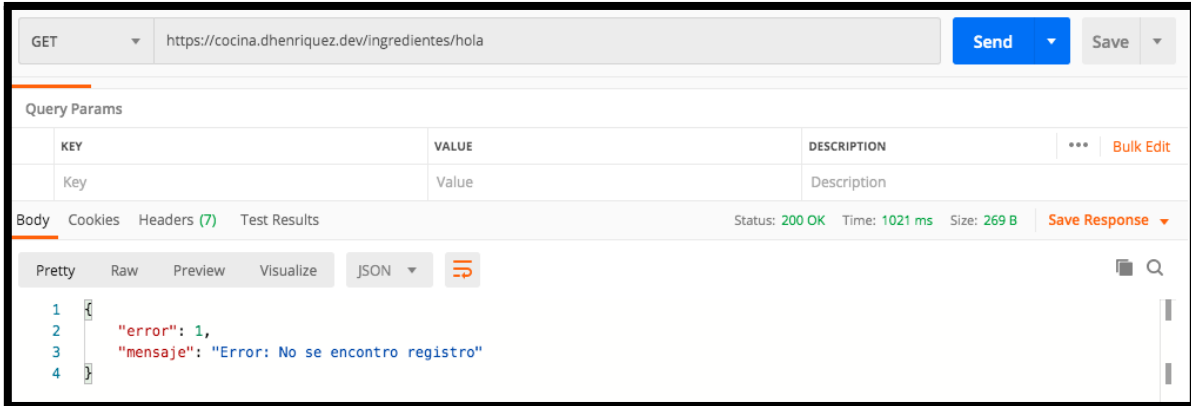 GET https://cocina.dhenriquez.dev/ingredientes/hola Send Save
Query Params
KEY VALUE DESCRIPTION ••• Bulk Edit
Key Value Description
Body Cookies Headers (7) Test Results Status: 200 OK Time: 1021 ms Size: 269 B Save Response
Pretty Raw Preview Visualize JSON
1 {
2 "error": 1,
3 "mensaje": "Error: No se encontro registro"
4 }